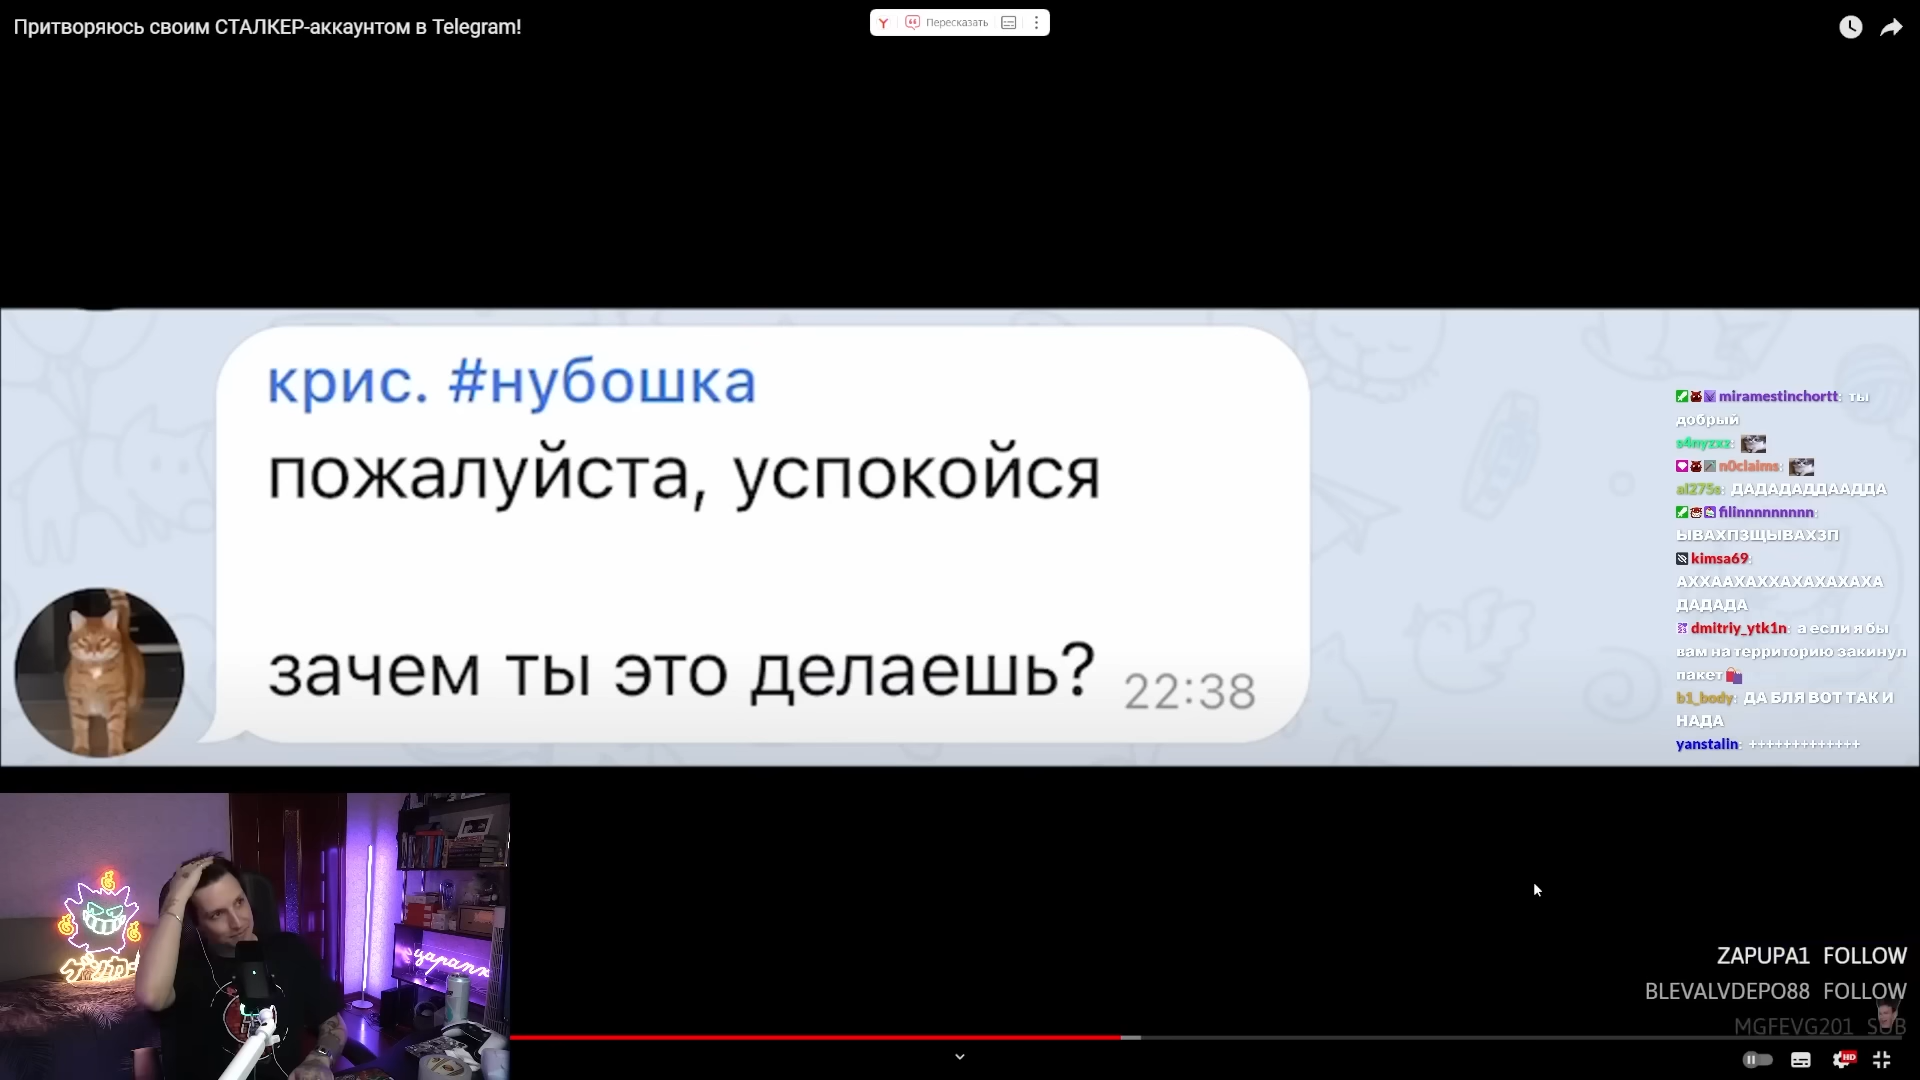 Притворяюсь своим СТАЛКЕР-аккаунтом в Telegram!
Пересказать
крис. #нубошка
пожалуйста, успокойся
зачем ты это делаешь? 22:38
miramestinchortt: ты
добрый
s4nyzxz:
n0claims:
al275s: ДАДАДАДДААДДА
filinnnnnnnnn:
ЫВАХПЗЩЫВАХЗП
kimsa69:
АХХААХАХХАХАХАХАХА
ДАДАДА
dmitriy_ytk1n: а если я бы
вам на территорию закинул
пакет
b1_body: ДА БЛЯ ВОТ ТАК И
НАДА
yanstalin: +++++++++++++
ZAPUPA1 FOLLOW
BLEVALVDEPO88 FOLLOW
MGFEVG201 SUB
HD